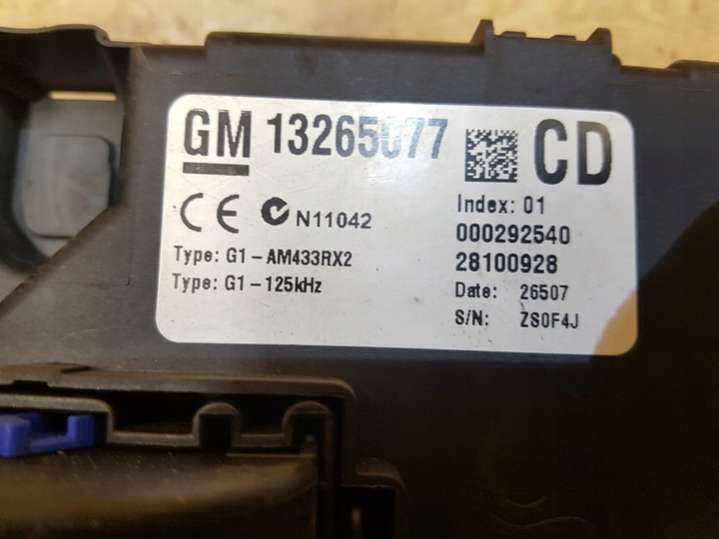 GM 13265077 CD
CE N11042
Index: 01
000292540
Type: G1-AM433RX2
28100928
Type: G1-125kHz
Date: 26507
S/N: ZS0F4J